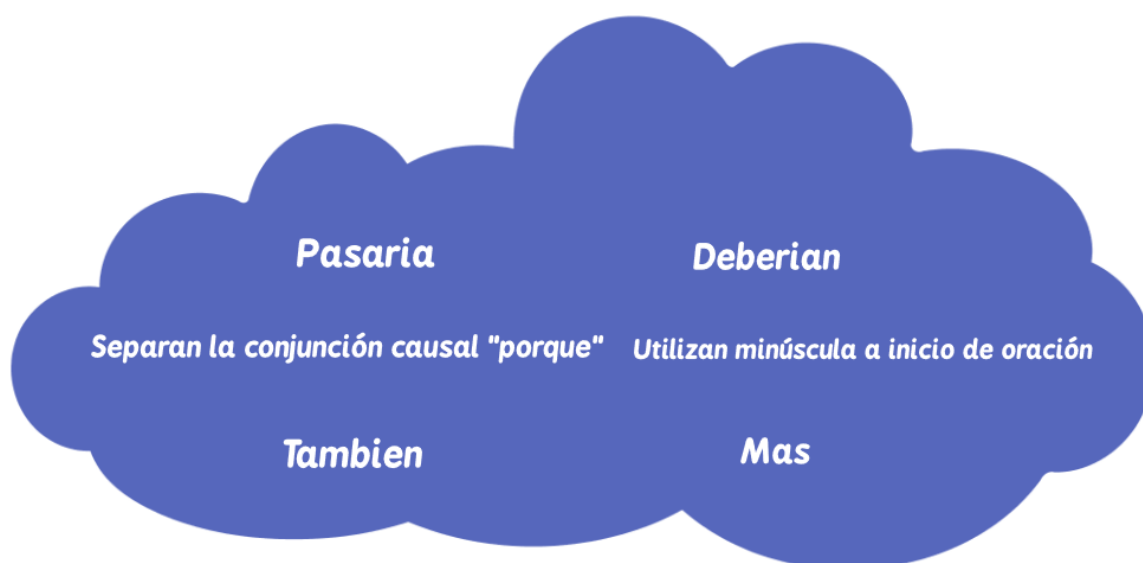 Pasaria
Deberian
Separan la conjunción causal "porque"
Utilizan minúscula a inicio de oración
Tambien
Mas